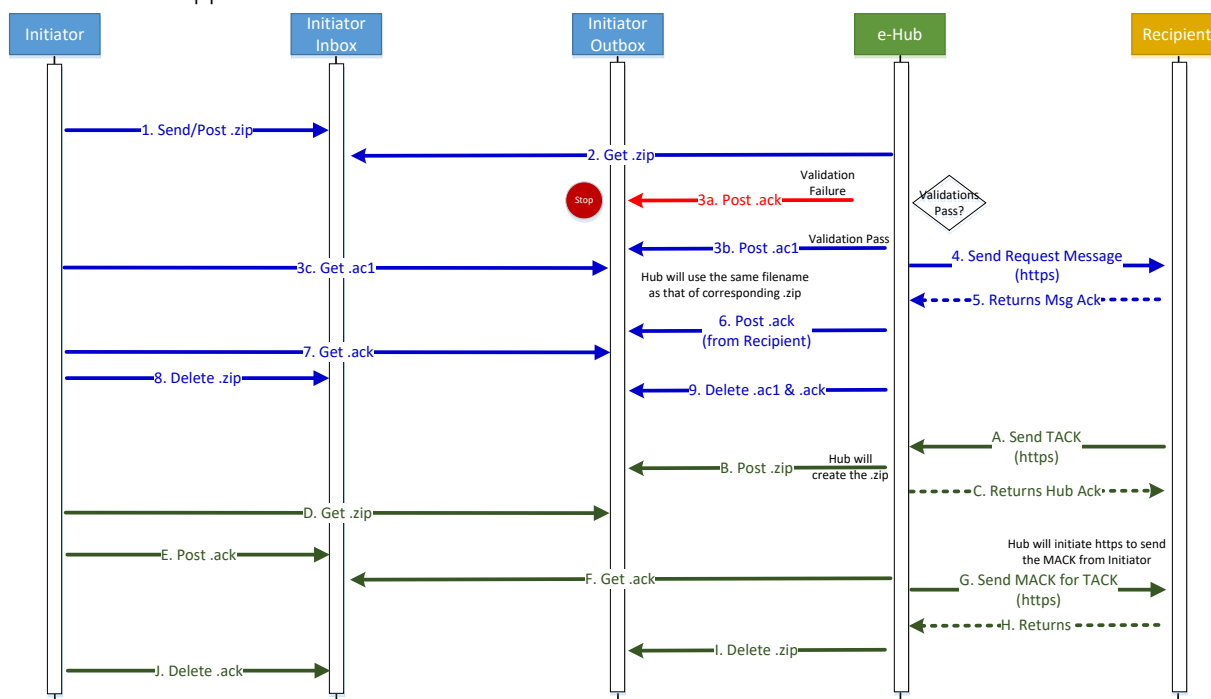 Initiator
Initiator
Inbox
Initiator
Outbox
e-Hub
Recipient
1. Send/Post .zip
2. Get .zip
Validation
Failure
Stop
3a. Post .ack
Validations
Pass?
3b. Post .ac1
Validation Pass
3c. Get .ac1
4. Send Request Message
(https)
Hub will use the same filename
as that of corresponding .zip
5. Returns Msg Ack
6. Post .ack
(from Recipient)
7. Get .ack
8. Delete .zip
9. Delete .ac1 & .ack
A. Send TACK
(https)
B. Post .zip
Hub will
create the .zip
C. Returns Hub Ack
D. Get .zip
E. Post .ack
Hub will initiate https to send
the MACK from Initiator
F. Get .ack
G. Send MACK for TACK
(https)
H. Returns
I. Delete .zip
J. Delete .ack